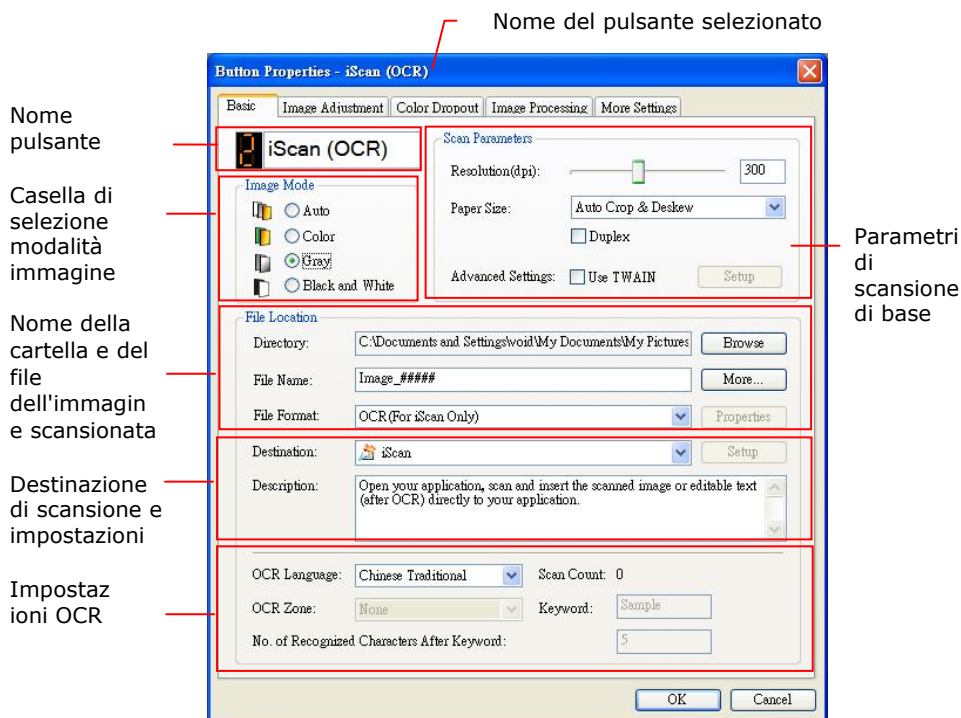 Nome del pulsante selezionato
Button Properties - iScan (OCR)
Basic Image Adjustment Color Dropout Image Processing More Settings
Nome
pulsante
2 iScan (OCR)
Casella di
selezione
modalità
immagine
Image Mode
Auto
Color
Gray
Black and White
Scan Parameters
Resolution(dpi): 300
Paper Size: Auto Crop & Deskew
Duplex
Advanced Settings: Use TWAIN Setup
Parametri
di
scansione
di base
Nome della
cartella e del
file
dell'immagin
e scansionata
File Location
Directory: C:\Documents and Settings\void\My Documents\My Pictures Browse
File Name: Image_##### More...
File Format: OCR(For iScan Only) Properties
Destinazione
di scansione e
impostazioni
Destination: iScan Setup
Description: Open your application, scan and insert the scanned image or editable text
(after OCR) directly to your application.
Impostaz
ioni OCR
OCR Language: Chinese Traditional Scan Count: 0
OCR Zone: None Keyword: Sample
No. of Recognized Characters After Keyword: 5
OK Cancel